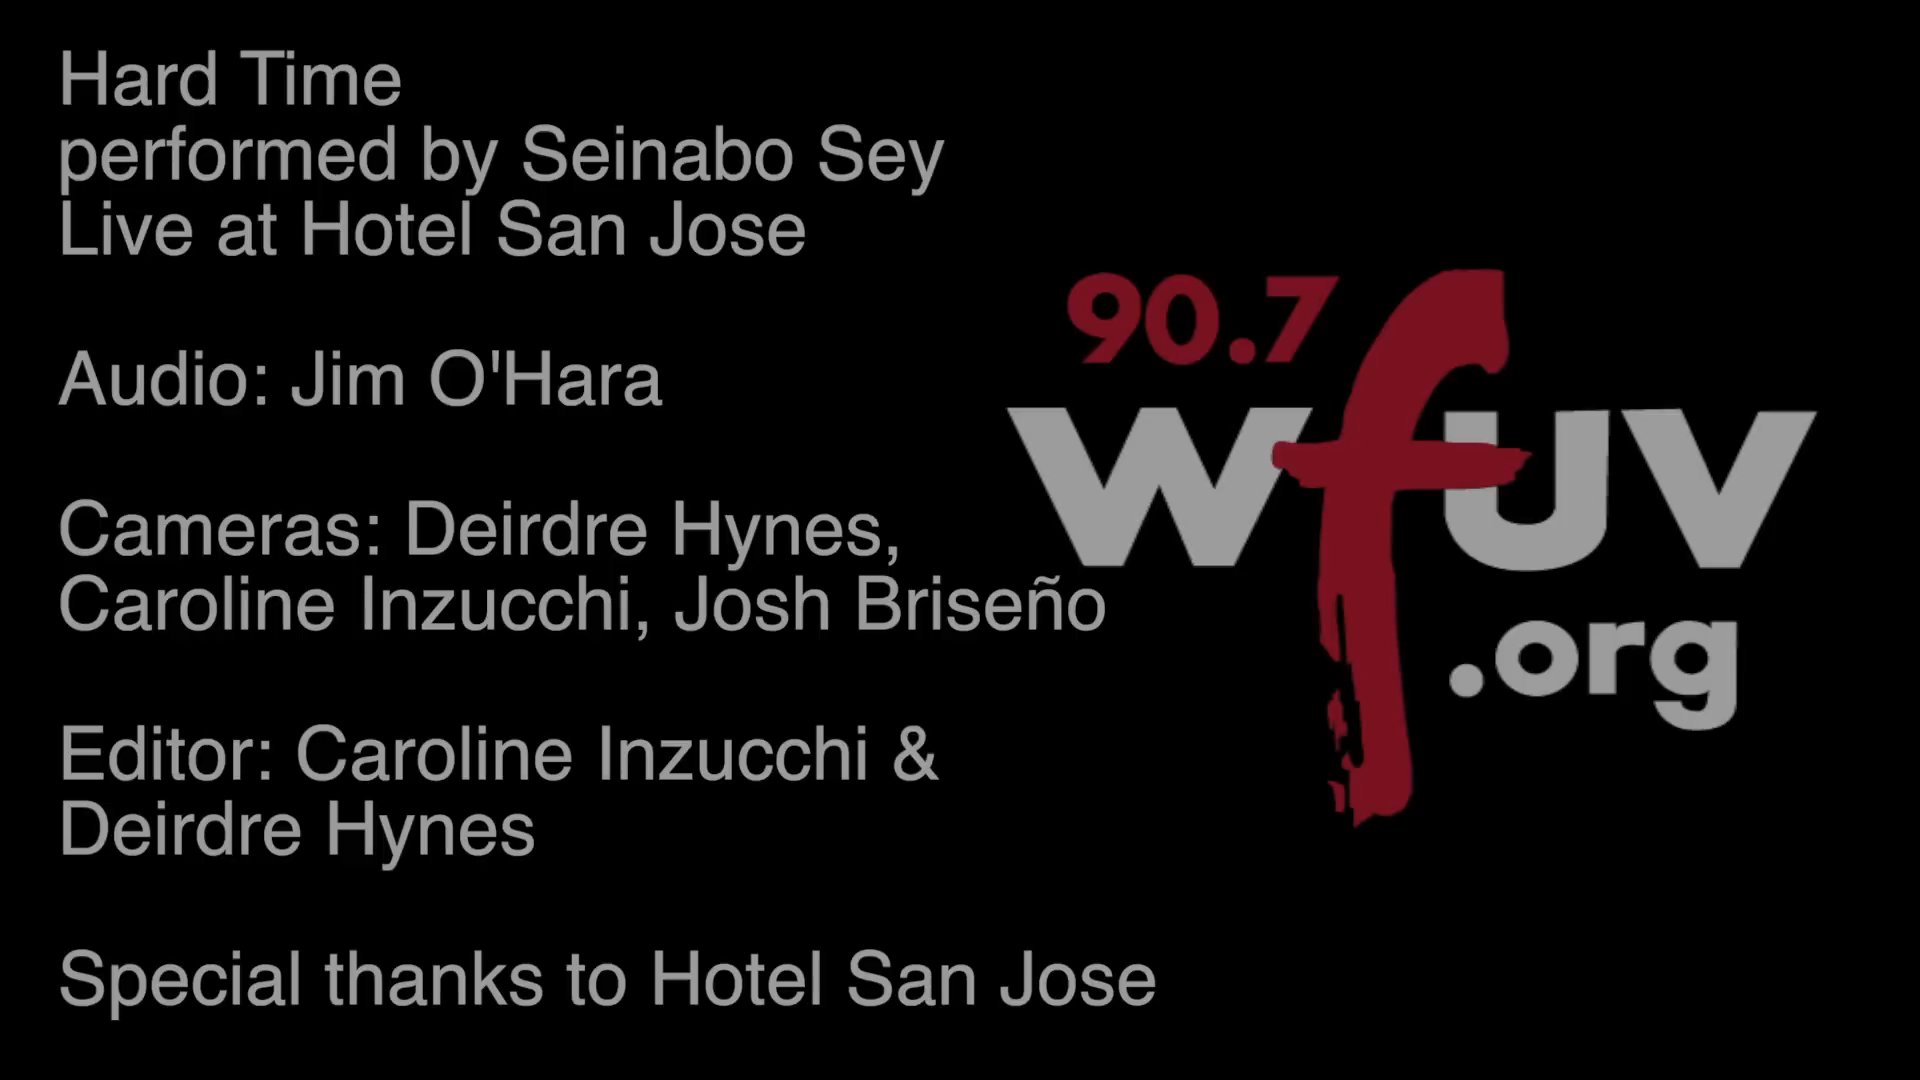 Hard Time
performed by Seinabo Sey
Live at Hotel San Jose
Audio: Jim O'Hara
Cameras: Deirdre Hynes,
Caroline Inzucchi, Josh Briseño
Editor: Caroline Inzucchi &
Deirdre Hynes
Special thanks to Hotel San Jose
90.7
wfuv
.org